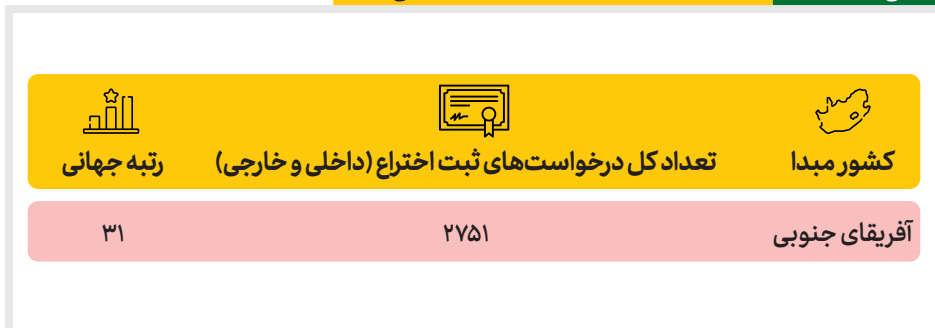 کشور مبدا تعداد کل درخواست‌های ثبت اختراع (داخلی و خارجی) رتبه جهانی
آفریقای جنوبی ۲۷۵۱ ۳۱